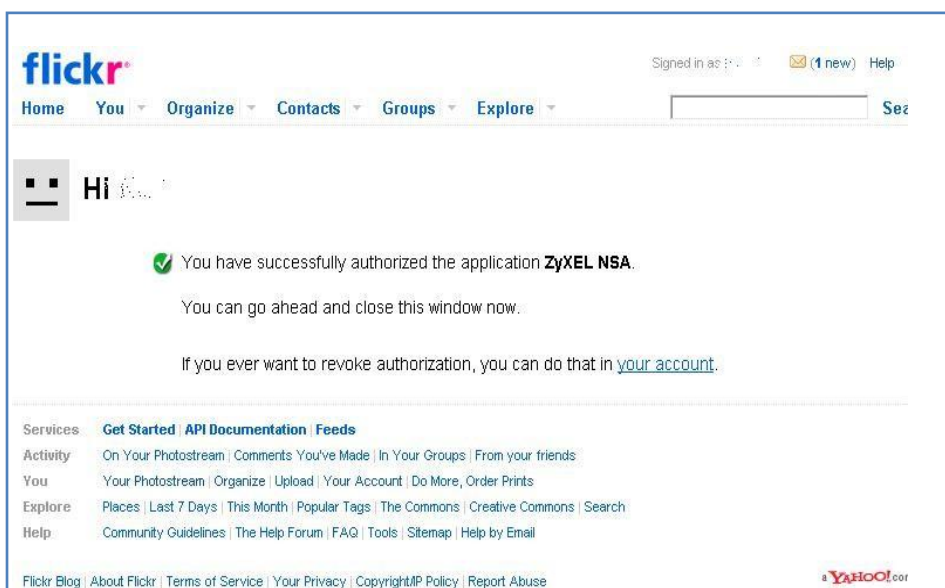 flickr
Signed in as (1 new) Help
Home You Organize Contacts Groups Explore Sea
Hi
You have successfully authorized the application ZyXEL NSA.
You can go ahead and close this window now.
If you ever want to revoke authorization, you can do that in your account.
Services Get Started | API Documentation | Feeds
Activity On Your Photostream | Comments You've Made | In Your Groups | From your friends
You Your Photostream | Organize | Upload | Your Account | Do More, Order Prints
Explore Places | Last 7 Days | This Month | Popular Tags | The Commons | Creative Commons | Search
Help Community Guidelines | The Help Forum | FAQ | Tools | Sitemap | Help by Email
Flickr Blog | About Flickr | Terms of Service | Your Privacy | Copyright/IP Policy | Report Abuse
a YAHOO! cor